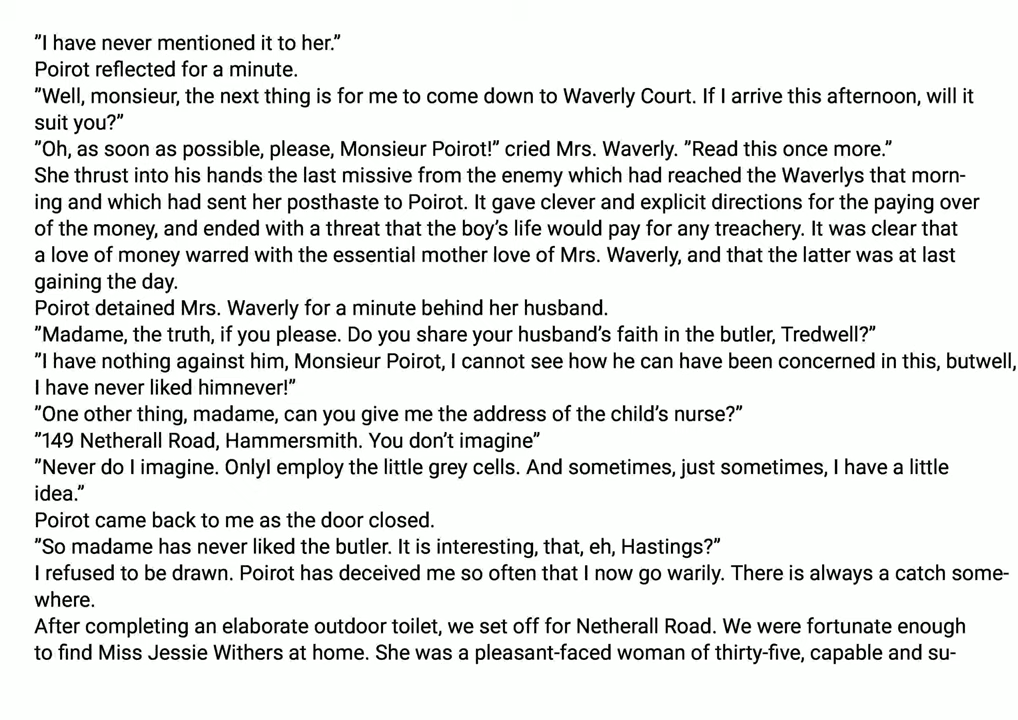 ”I have never mentioned it to her.”
Poirot reflected for a minute.
”Well, monsieur, the next thing is for me to come down to Waverly Court. If I arrive this afternoon, will it
suit you?”
”Oh, as soon as possible, please, Monsieur Poirot!” cried Mrs. Waverly. ”Read this once more.”
She thrust into his hands the last missive from the enemy which had reached the Waverlys that morn-
ing and which had sent her posthaste to Poirot. It gave clever and explicit directions for the paying over
of the money, and ended with a threat that the boy’s life would pay for any treachery. It was clear that
a love of money warred with the essential mother love of Mrs. Waverly, and that the latter was at last
gaining the day.
Poirot detained Mrs. Waverly for a minute behind her husband.
”Madame, the truth, if you please. Do you share your husband’s faith in the butler, Tredwell?”
”I have nothing against him, Monsieur Poirot, I cannot see how he can have been concerned in this, butwell,
I have never liked himnever!”
”One other thing, madame, can you give me the address of the child’s nurse?”
”149 Netherall Road, Hammersmith. You don’t imagine”
”Never do I imagine. OnlyI employ the little grey cells. And sometimes, just sometimes, I have a little
idea.”
Poirot came back to me as the door closed.
”So madame has never liked the butler. It is interesting, that, eh, Hastings?”
I refused to be drawn. Poirot has deceived me so often that I now go warily. There is always a catch some-
where.
After completing an elaborate outdoor toilet, we set off for Netherall Road. We were fortunate enough
to find Miss Jessie Withers at home. She was a pleasant-faced woman of thirty-five, capable and su-